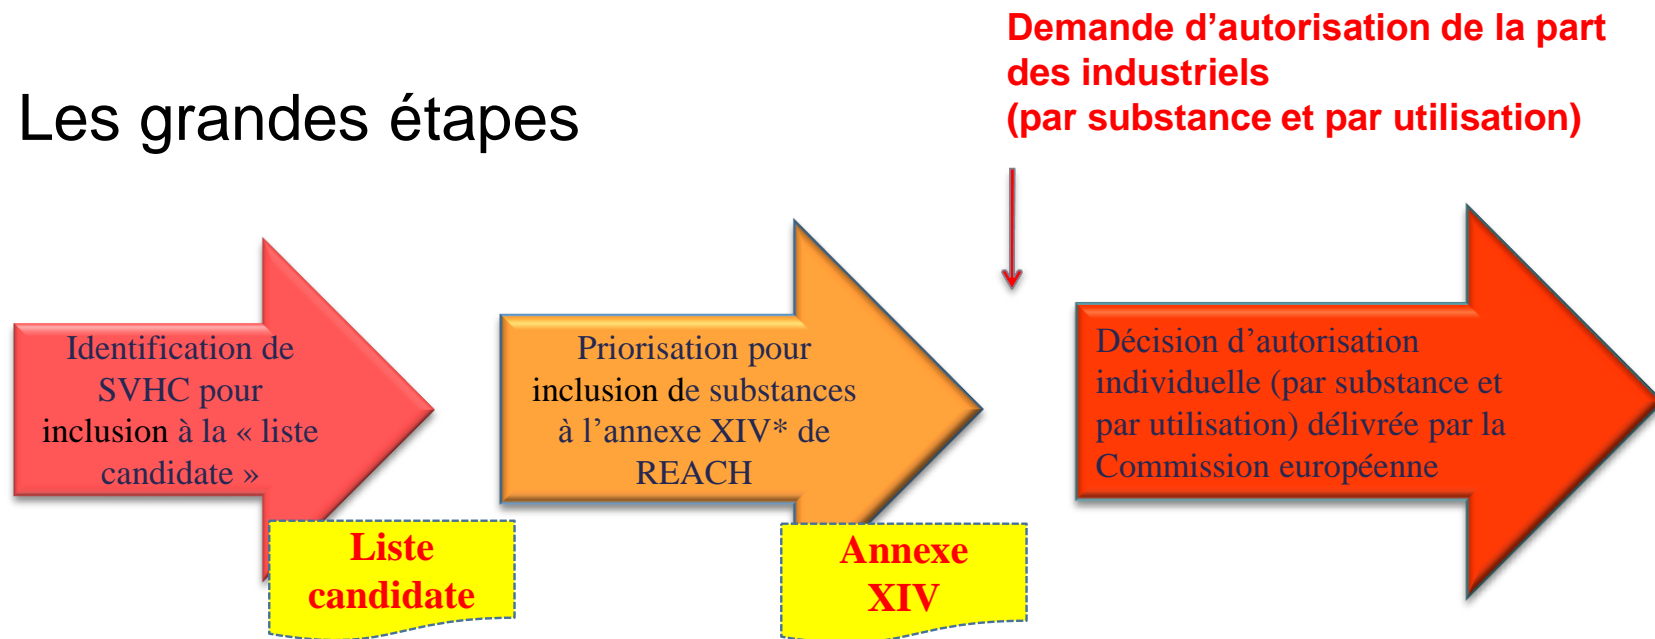 Demande d’autorisation de la part
des industriels
(par substance et par utilisation)
Les grandes étapes
Identification de
SVHC pour
inclusion à la « liste
candidate »
Liste
candidate
Priorisation pour
inclusion de substances
à l’annexe XIV* de
REACH
Annexe
XIV
Décision d’autorisation
individuelle (par substance et
par utilisation) délivrée par la
Commission européenne